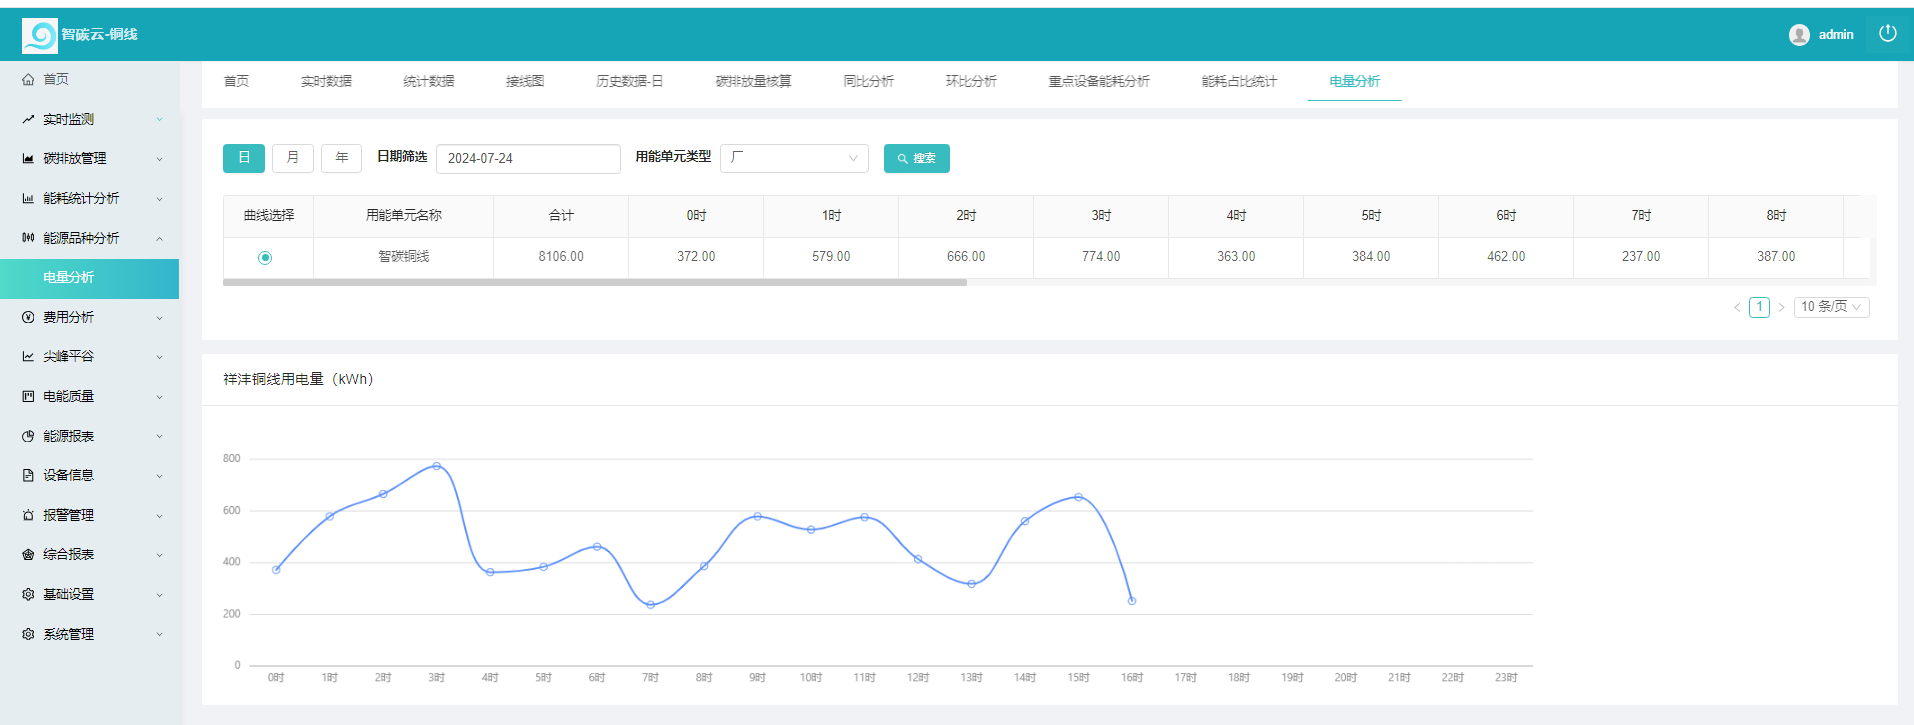 智碳云-铜线
admin
首页
实时监测
碳排放管理
能耗统计分析
能源品种分析
电量分析
费用分析
尖峰平谷
电能质量
能源报表
设备信息
报警管理
综合报表
基础设置
系统管理
首页 实时数据 统计数据 接线图 历史数据-日 碳排放量核算 同比分析 环比分析 重点设备能耗分析 能耗占比统计 电量分析
日 月 年 日期筛选 2024-07-24 用能单元类型 厂 搜索
曲线选择 用能单元名称 合计 0时 1时 2时 3时 4时 5时 6时 7时 8时
智碳铜线 8106.00 372.00 579.00 666.00 774.00 363.00 384.00 462.00 237.00 387.00
< 1 > 10 条/页
祥沣铜线用电量（kWh）
800
600
400
200
0
0时 1时 2时 3时 4时 5时 6时 7时 8时 9时 10时 11时 12时 13时 14时 15时 16时 17时 18时 19时 20时 21时 22时 23时